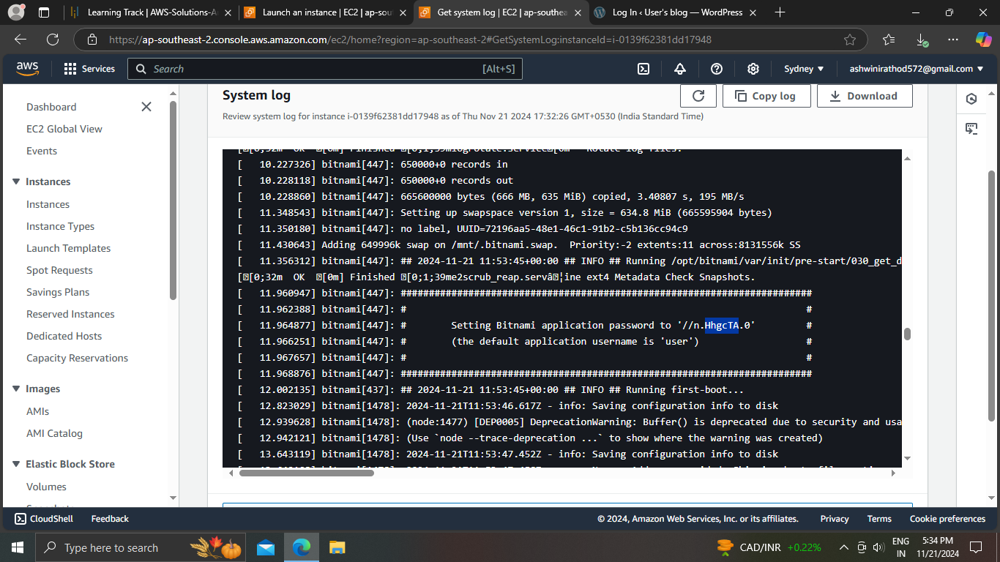 Learning Track | AWS-Solutions-A
Launch an instance | EC2 | ap-sou
Get system log | EC2 | ap-southea
Log In ‹ User's blog — WordPress
https://ap-southeast-2.console.aws.amazon.com/ec2/home?region=ap-southeast-2#GetSystemLog:instanceId=i-0139f62381dd17948
aws
Services
Search
[Alt+S]
Sydney
ashwinirathod572@gmail.com
Dashboard
EC2 Global View
Events
Instances
Instances
Instance Types
Launch Templates
Spot Requests
Savings Plans
Reserved Instances
Dedicated Hosts
Capacity Reservations
Images
AMIs
AMI Catalog
Elastic Block Store
Volumes
System log
Copy log
Download
Review system log for instance i-0139f62381dd17948 as of Thu Nov 21 2024 17:32:26 GMT+0530 (India Standard Time)
[   10.227326] bitnami[447]: 650000+0 records in
[   10.228118] bitnami[447]: 650000+0 records out
[   10.228860] bitnami[447]: 665600000 bytes (666 MB, 635 MiB) copied, 3.40807 s, 195 MB/s
[   11.348543] bitnami[447]: Setting up swapspace version 1, size = 634.8 MiB (665595904 bytes)
[   11.350180] bitnami[447]: no label, UUID=72196aa5-48e1-46c1-91b2-c5b136cc94c9
[   11.430643] Adding 649996k swap on /mnt/.bitnami.swap.  Priority:-2 extents:11 across:8131556k SS
[   11.356312] bitnami[447]: ## 2024-11-21 11:53:45+00:00 ## INFO ## Running /opt/bitnami/var/init/pre-start/030_get_d
[[0;32m  OK  [0m] Finished [0;1;39me2scrub_reap.servâ¦ine ext4 Metadata Check Snapshots.
[   11.960947] bitnami[447]: #########################################################################
[   11.962388] bitnami[447]: #                                                                       #
[   11.964877] bitnami[447]: #        Setting Bitnami application password to '//n.HhgcTA.0'         #
[   11.966251] bitnami[447]: #        (the default application username is 'user')                   #
[   11.967657] bitnami[447]: #                                                                       #
[   11.968876] bitnami[447]: #########################################################################
[   12.002135] bitnami[437]: ## 2024-11-21 11:53:45+00:00 ## INFO ## Running first-boot...
[   12.823029] bitnami[1478]: 2024-11-21T11:53:46.617Z - info: Saving configuration info to disk
[   12.939628] bitnami[1478]: (node:1477) [DEP0005] DeprecationWarning: Buffer() is deprecated due to security and usa
[   12.942121] bitnami[1478]: (Use `node --trace-deprecation ...` to show where the warning was created)
[   13.643119] bitnami[1478]: 2024-11-21T11:53:47.452Z - info: Saving configuration info to disk
CloudShell
Feedback
© 2024, Amazon Web Services, Inc. or its affiliates.
Privacy
Terms
Cookie preferences
Type here to search
CAD/INR +0.22%
ENG
IN
5:34 PM
11/21/2024